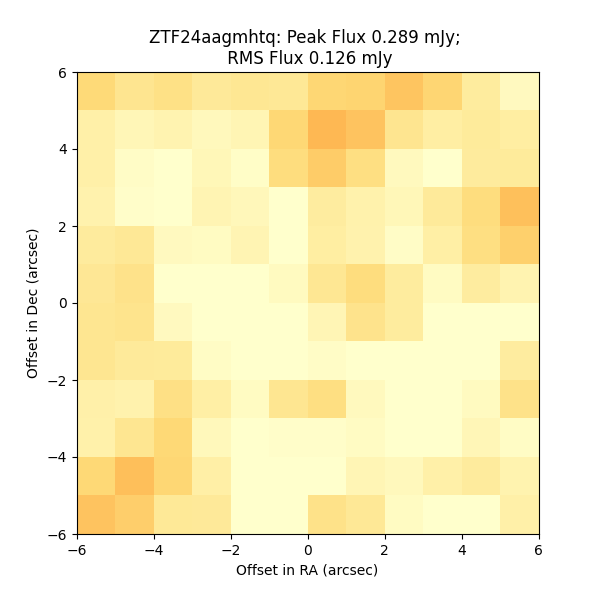 ZTF24aagmhtq: Peak Flux 0.289 mJy;
RMS Flux 0.126 mJy
6
4
2
0
−2
−4
−6
Offset in Dec (arcsec)
−6 −4 −2 0 2 4 6
Offset in RA (arcsec)